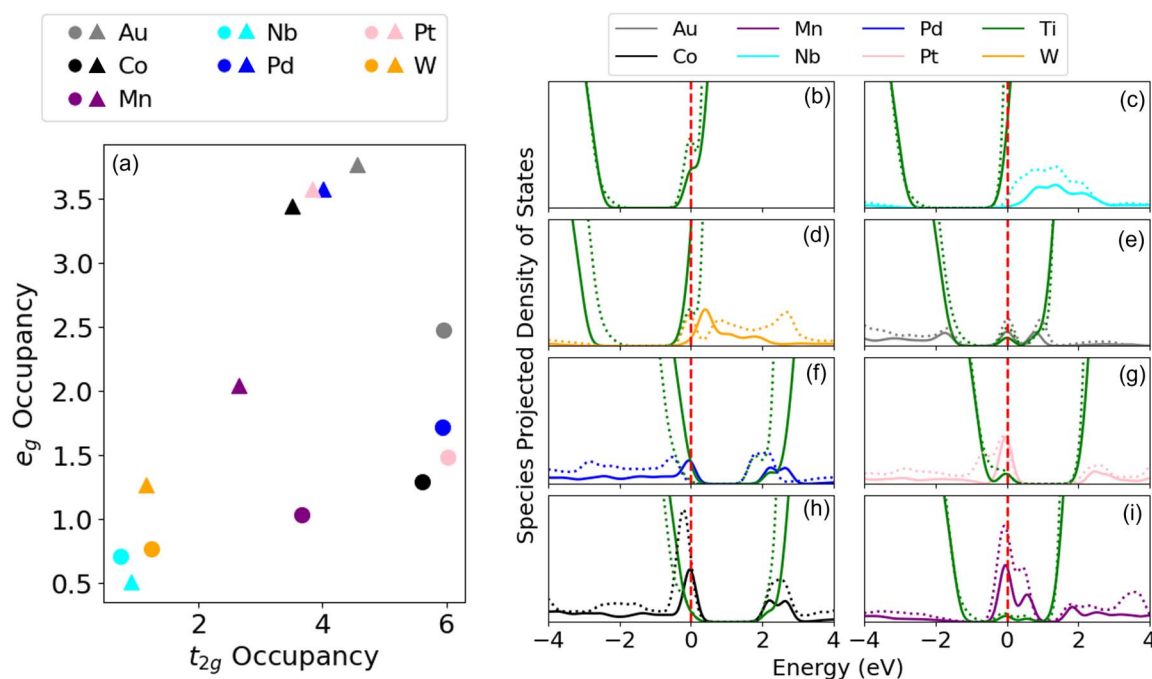 Au Nb Pt
Co Pd W
Mn
(a)
3.5
3.0
2.5
2.0
1.5
1.0
0.5
2 4 6
e_g Occupancy
t_2g Occupancy
Au Mn Pd Ti
Co Nb Pt W
(b) (c)
(d) (e)
(f) (g)
(h) (i)
Species Projected Density of States
−4 −2 0 2 4 −2 0 2 4
Energy (eV)